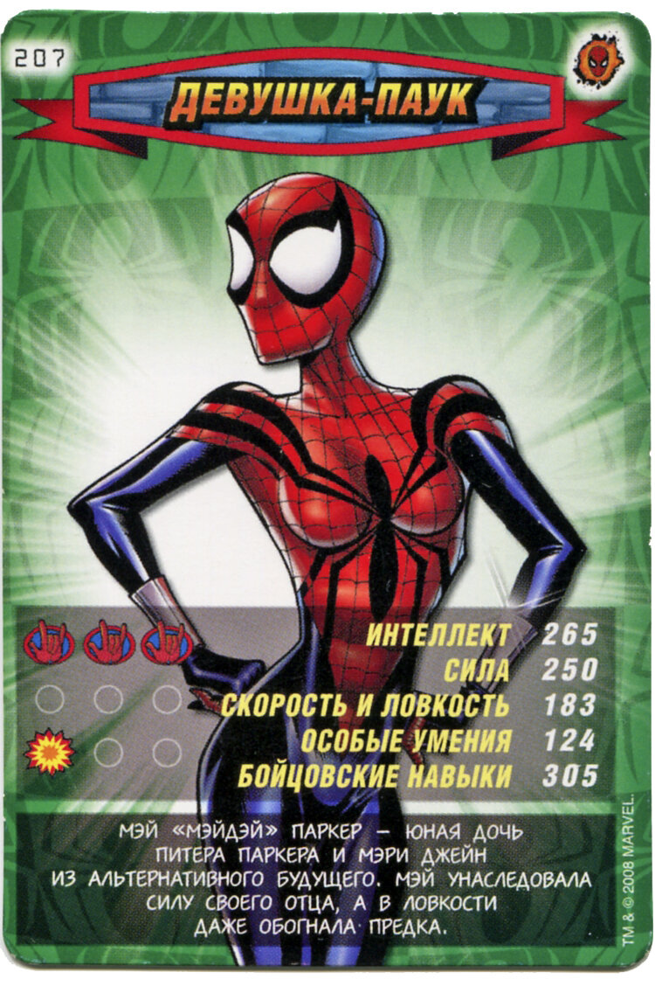 207
ДЕВУШКА-ПАУК
ИНТЕЛЛЕКТ 265
СИЛА 250
СКОРОСТЬ И ЛОВКОСТЬ 183
ОСОБЫЕ УМЕНИЯ 124
БОЙЦОВСКИЕ НАВЫКИ 305
МЭЙ «МЭЙДЭЙ» ПАРКЕР – ЮНАЯ ДОЧЬ
ПИТЕРА ПАРКЕРА И МЭРИ ДЖЕЙН
ИЗ АЛЬТЕРНАТИВНОГО БУДУЩЕГО. МЭЙ УНАСЛЕДОВАЛА
СИЛУ СВОЕГО ОТЦА, А В ЛОВКОСТИ
ДАЖЕ ОБОГНАЛА ПРЕДКА.
TM & © 2008 MARVEL.